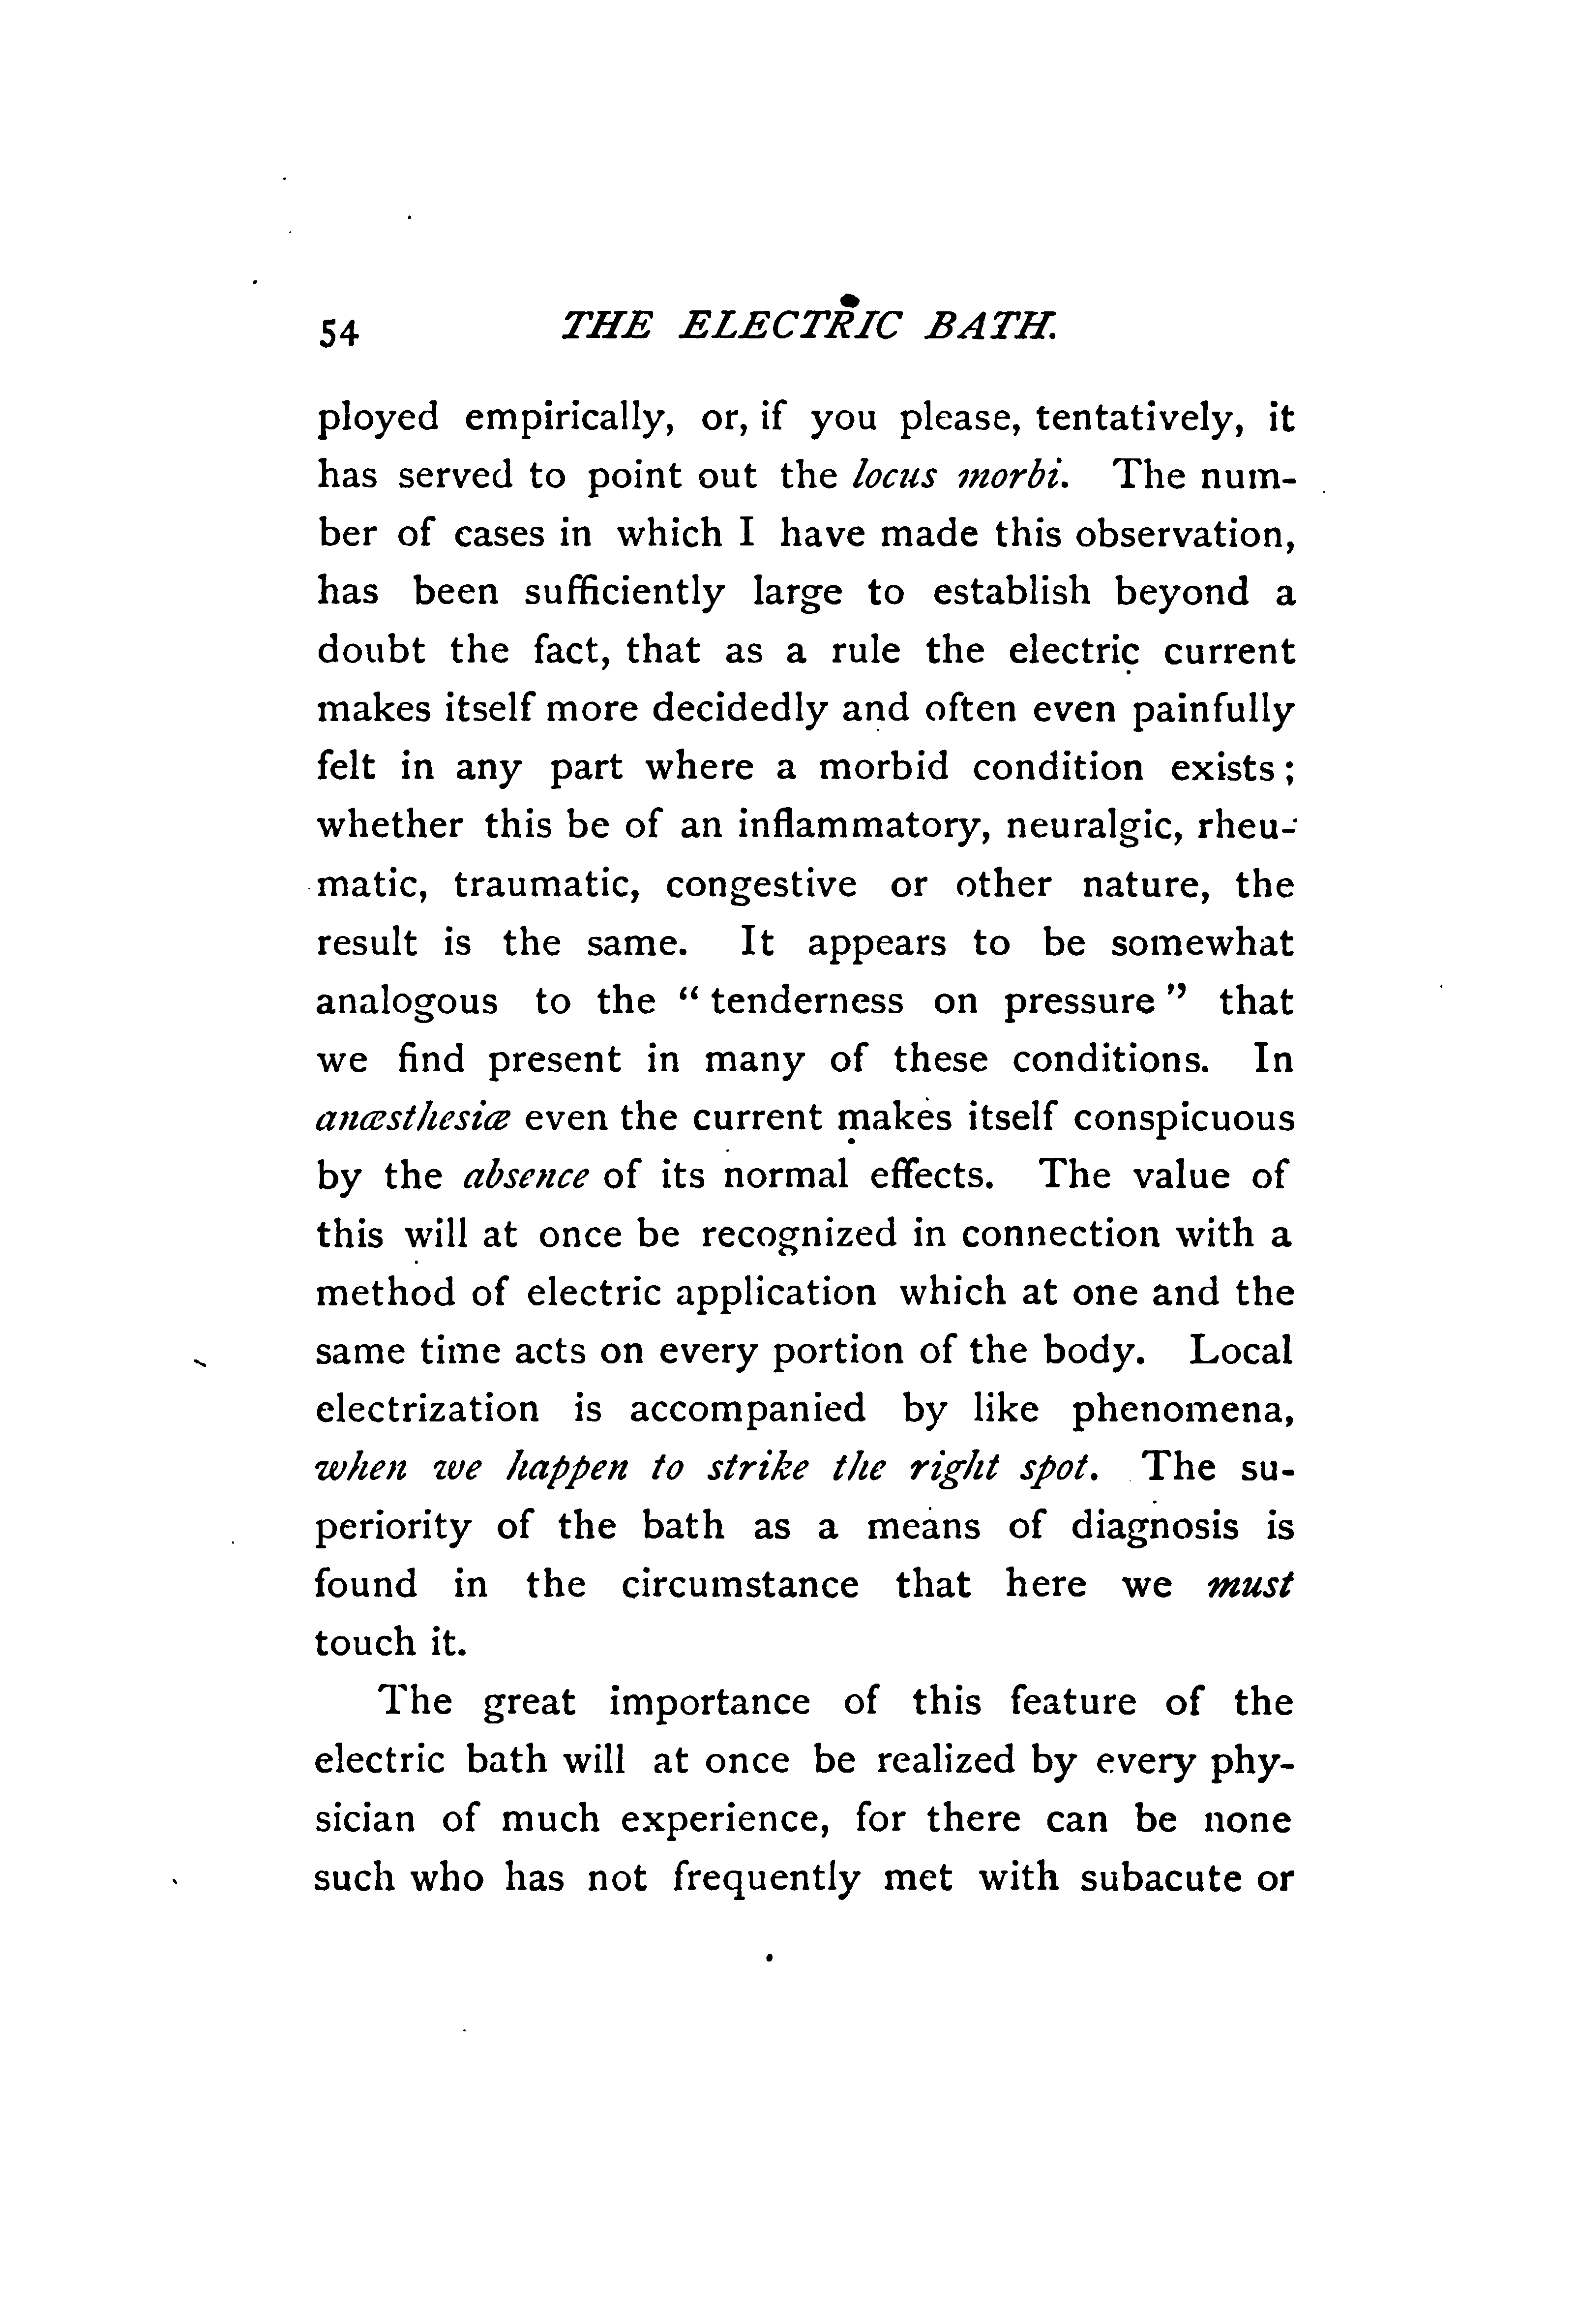 54 THE ELECTRIC BATH.
ployed empirically, or, if you please, tentatively, it
has served to point out the locus morbi. The num-
ber of cases in which I have made this observation,
has been sufficiently large to establish beyond a
doubt the fact, that as a rule the electric current
makes itself more decidedly and often even painfully
felt in any part where a morbid condition exists;
whether this be of an inflammatory, neuralgic, rheu-
matic, traumatic, congestive or other nature, the
result is the same. It appears to be somewhat
analogous to the “tenderness on pressure” that
we find present in many of these conditions. In
anæsthesiæ even the current makes itself conspicuous
by the absence of its normal effects. The value of
this will at once be recognized in connection with a
method of electric application which at one and the
same time acts on every portion of the body. Local
electrization is accompanied by like phenomena,
when we happen to strike the right spot. The su-
periority of the bath as a means of diagnosis is
found in the circumstance that here we must
touch it.
The great importance of this feature of the
electric bath will at once be realized by every phy-
sician of much experience, for there can be none
such who has not frequently met with subacute or